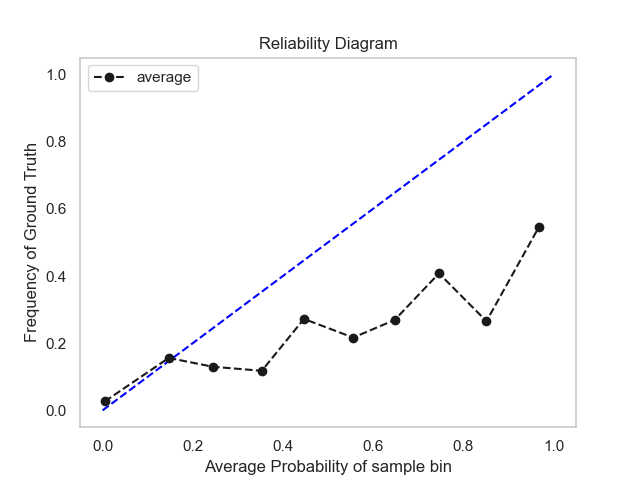 Reliability Diagram
average
Frequency of Ground Truth
1.0
0.8
0.6
0.4
0.2
0.0
0.0 0.2 0.4 0.6 0.8 1.0
Average Probability of sample bin